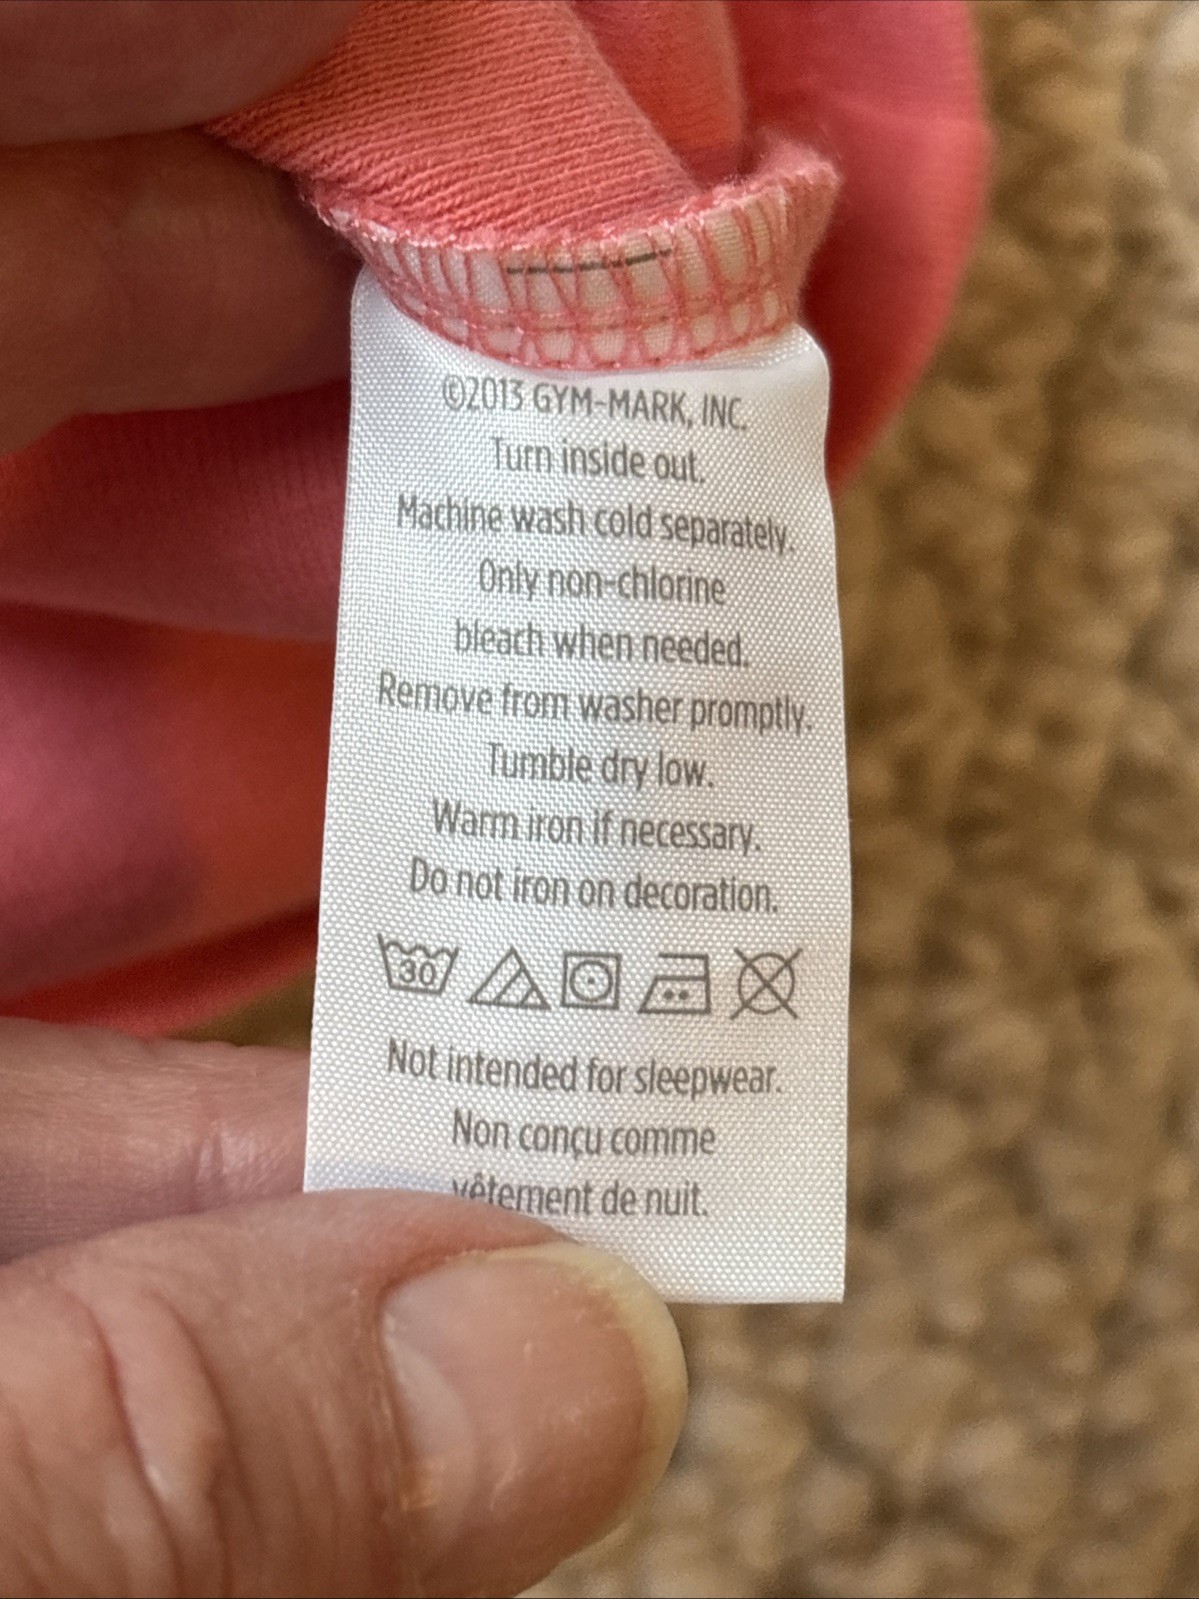 ©2013 GYM-MARK, INC.
Turn inside out.
Machine wash cold separately.
Only non-chlorine
bleach when needed.
Remove from washer promptly.
Tumble dry low.
Warm iron if necessary.
Do not iron on decoration.
30
Not intended for sleepwear.
Non conçu comme
vêtement de nuit.